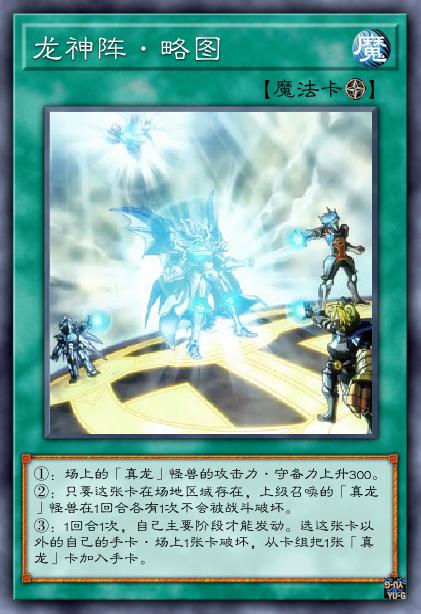 龙神阵·略图
魔
【魔法卡】
①：场上的「真龙」怪兽的攻击力·守备力上升300。
②：只要这张卡在场地区域存在，上级召唤的「真龙」怪兽在1回合各有1次不会被战斗破坏。
③：1回合1次，自己主要阶段才能发动。选这张卡以外的自己的手卡·场上1张卡破坏，从卡组把1张「真龙」卡加入手卡。